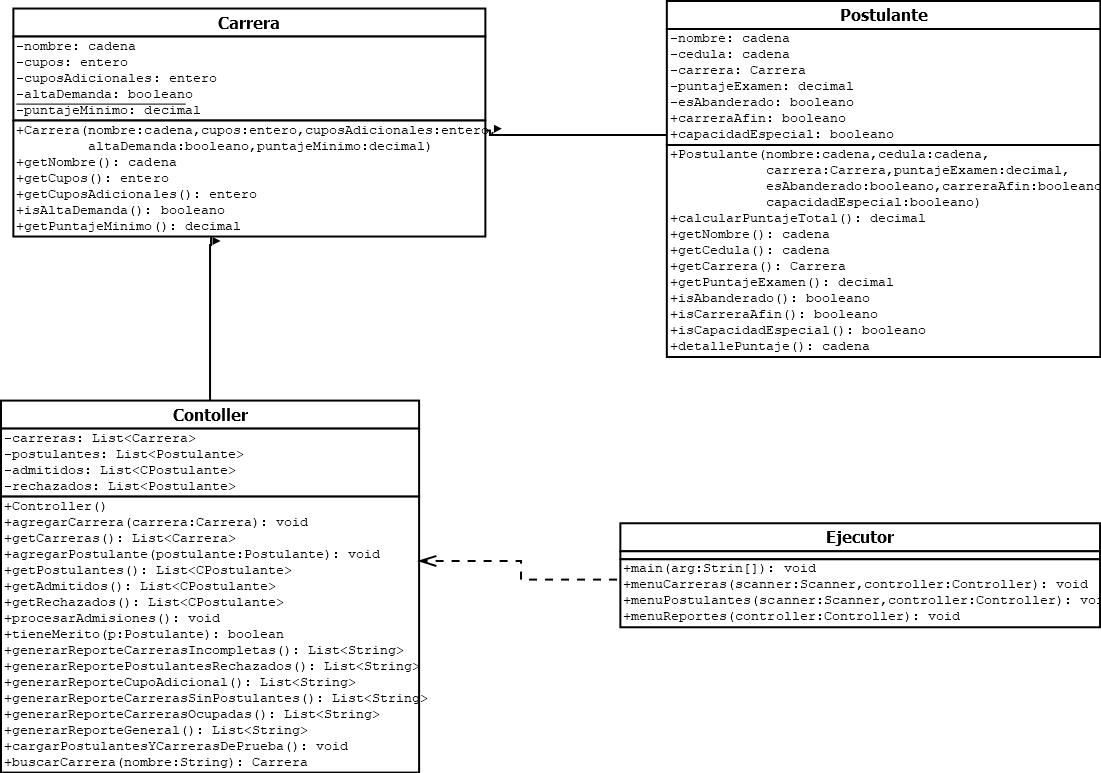 Carrera
-nombre: cadena
-cupos: entero
-cuposAdicionales: entero
-altaDemanda: booleano
-puntajeMinimo: decimal
+Carrera(nombre:cadena,cupos:entero,cuposAdicionales:entero,
altaDemanda:booleano,puntajeMinimo:decimal)
+getNombre(): cadena
+getCupos(): entero
+getCuposAdicionales(): entero
+isAltaDemanda(): booleano
+getPuntajeMinimo(): decimal
Postulante
-nombre: cadena
-cedula: cadena
-carrera: Carrera
-puntajeExamen: decimal
-esAbanderado: booleano
+carreraAfin: booleano
+capacidadEspecial: booleano
+Postulante(nombre:cadena,cedula:cadena,
carrera:Carrera,puntajeExamen:decimal,
esAbanderado:booleano,carreraAfin:booleano
capacidadEspecial:booleano)
+calcularPuntajeTotal(): decimal
+getNombre(): cadena
+getCedula(): cadena
+getCarrera(): Carrera
+getPuntajeExamen(): decimal
+isAbanderado(): booleano
+isCarreraAfin(): booleano
+isCapacidadEspecial(): booleano
+detallePuntaje(): cadena
Contoller
-carreras: List<Carrera>
-postulantes: List<Postulante>
-admitidos: List<CPostulante>
-rechazados: List<Postulante>
+Controller()
+agregarCarrera(carrera:Carrera): void
+getCarreras(): List<Carrera>
+agregarPostulante(postulante:Postulante): void
+getPostulantes(): List<CPostulante>
+getAdmitidos(): List<CPostulante>
+getRechazados(): List<CPostulante>
+procesarAdmisiones(): void
+tieneMerito(p:Postulante): boolean
+generarReporteCarrerasIncompletas(): List<String>
+generarReportePostulantesRechazados(): List<String>
+generarReporteCupoAdicional(): List<String>
+generarReporteCarrerasSinPostulantes(): List<String>
+generarReporteCarrerasOcupadas(): List<String>
+generarReporteGeneral(): List<String>
+cargarPostulantesYCarrerasDePrueba(): void
+buscarCarrera(nombre:String): Carrera
Ejecutor
+main(arg:Strin[]): void
+menuCarreras(scanner:Scanner,controller:Controller): void
+menuPostulantes(scanner:Scanner,controller:Controller): voi
+menuReportes(controller:Controller): void